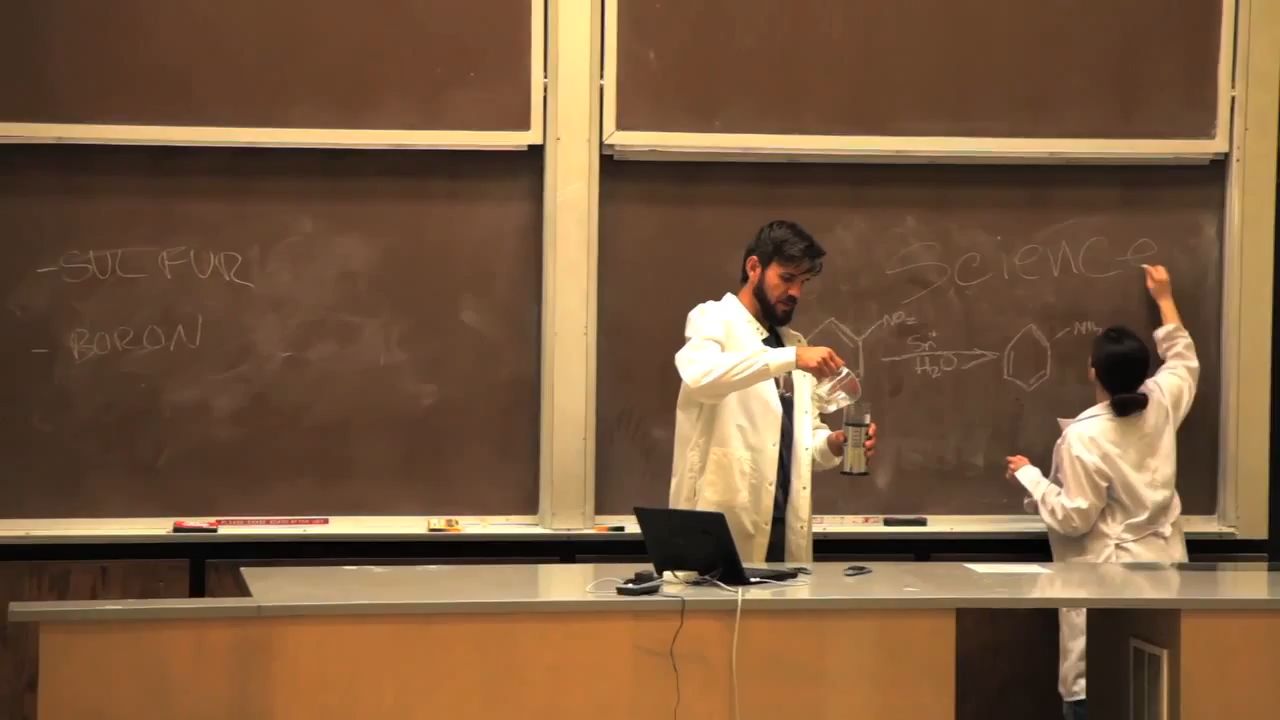 - SULFUR
- BORON
Science
NO₂
Sn
H₂O
NH₂